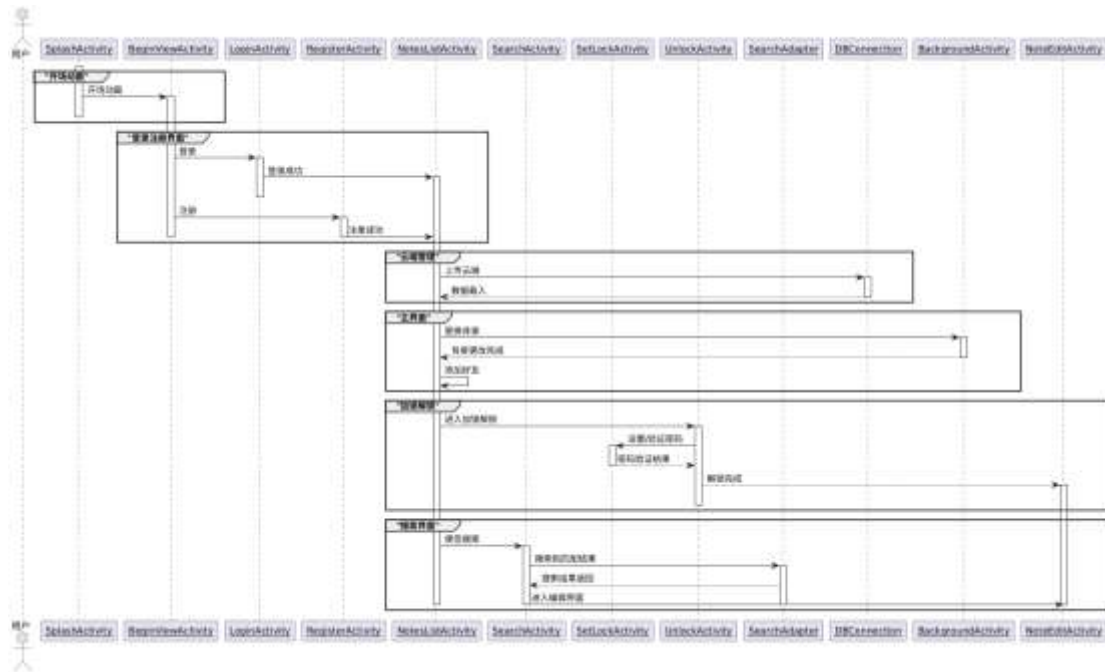 用户
SplashActivity
BeginViewActivity
LoginActivity
RegisterActivity
NotesListActivity
SearchActivity
SetLockActivity
UnlockActivity
SearchAdapter
DBConnection
BackgroundActivity
NoteEditActivity
"开场动画"
开场动画
"登录注册界面"
登录
登录成功
注册
注册成功
"云端管理"
上传云端
数据载入
"主界面"
更换背景
背景更改完成
添加好友
"加锁解锁"
进入加锁解锁
设置/验证密码
密码验证结果
解锁完成
"搜索界面"
便签搜索
搜索到匹配结果
搜索结果返回
进入编辑界面
用户
SplashActivity
BeginViewActivity
LoginActivity
RegisterActivity
NotesListActivity
SearchActivity
SetLockActivity
UnlockActivity
SearchAdapter
DBConnection
BackgroundActivity
NoteEditActivity